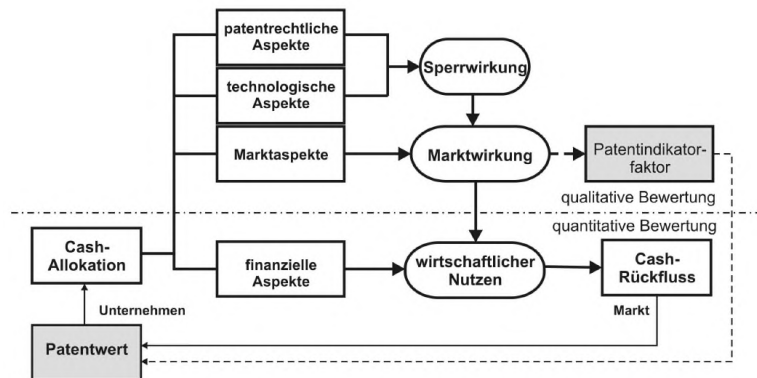 patentrechtliche
Aspekte
Sperrwirkung
technologische
Aspekte
Marktaspekte
Marktwirkung
Patentindikator-
faktor
qualitative Bewertung
quantitative Bewertung
Cash-
Allokation
finanzielle
Aspekte
wirtschaftlicher
Nutzen
Cash-
Rückfluss
Unternehmen
Markt
Patentwert